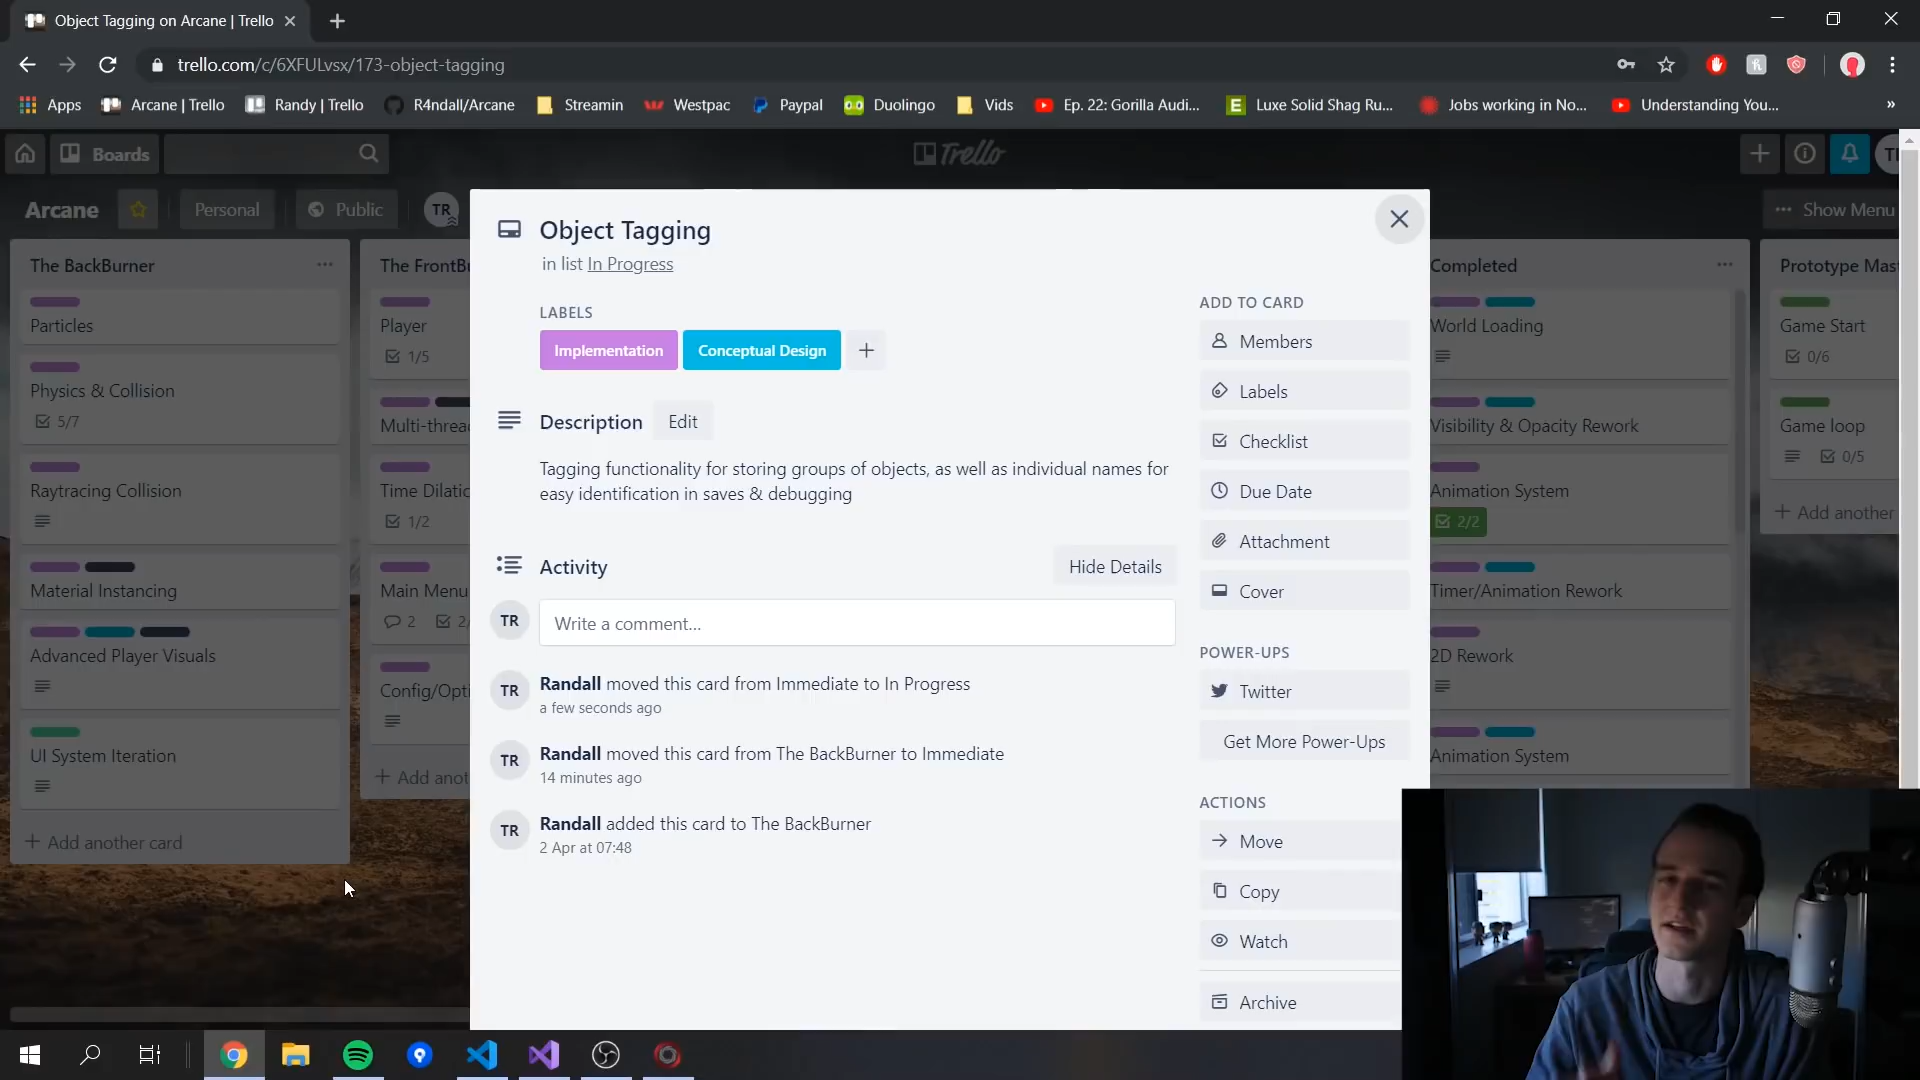 Object Tagging on Arcane | Trello
trello.com/c/6XFULvsx/173-object-tagging
Apps
Arcane | Trello
Randy | Trello
R4ndall/Arcane
Streamin
Westpac
Paypal
Duolingo
Vids
Ep. 22: Gorilla Audi...
Luxe Solid Shag Ru...
Jobs working in No...
Understanding You...
»
Boards
Trello
Arcane
Personal
Public
TR
Show Menu
The BackBurner
Particles
Physics & Collision
5/7
Raytracing Collision
Material Instancing
Advanced Player Visuals
UI System Iteration
+ Add another card
Player
1/5
1/2
Main Menu
2
Object Tagging
in list In Progress
LABELS
Implementation
Conceptual Design
+
Description
Edit
Tagging functionality for storing groups of objects, as well as individual names for
easy identification in saves & debugging
Activity
Hide Details
TR
Write a comment...
TR
Randall moved this card from Immediate to In Progress
a few seconds ago
TR
Randall moved this card from The BackBurner to Immediate
14 minutes ago
TR
Randall added this card to The BackBurner
2 Apr at 07:48
ADD TO CARD
Members
Labels
Checklist
Due Date
Attachment
Cover
POWER-UPS
Twitter
Get More Power-Ups
ACTIONS
Move
Copy
Watch
Archive
Completed
World Loading
Visibility & Opacity Rework
Animation System
2/2
Timer/Animation Rework
2D Rework
Animation System
Prototype Mas
Game Start
0/6
Game loop
0/5
+ Add another